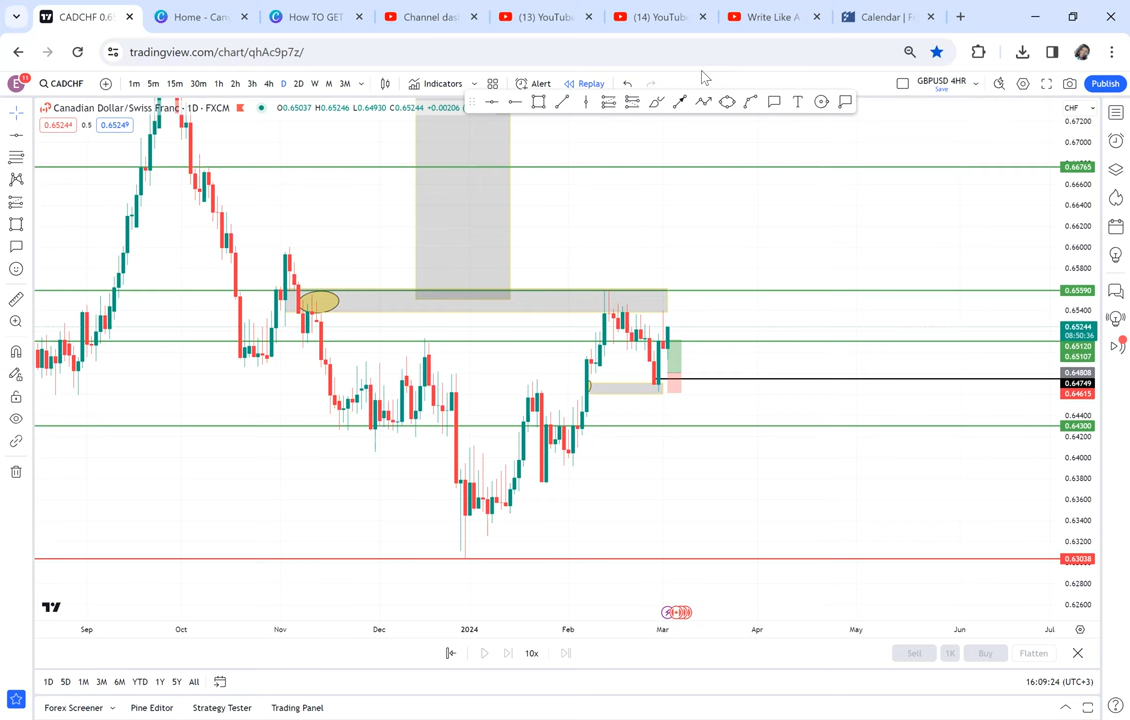 CADCHF 0.65
Home - Can
How TO GET
Channel das
(13) YouTub
(14) YouTub
Write Like A
Calendar | F
tradingview.com/chart/qhAc9p7z/
E 11
CADCHF
1m 5m 15m 30m 1h 2h 3h 4h D 2D W M 3M
Indicators
Alert
Replay
GBPUSD 4HR
Save
Publish
Canadian Dollar/Swiss Franc · 1D · FXCM
O0.65037 H0.65246 L0.64930 C0.65244 +0.00206
0.65244 0.5 0.65249
CHF
0.67200
0.67000
0.66765
0.66600
0.66400
0.66200
0.66000
0.65800
0.65590
0.65400
0.65244
08:50:36
0.65120
0.65107
0.64808
0.64749
0.64615
0.64400
0.64300
0.64200
0.64000
0.63800
0.63600
0.63400
0.63200
0.63038
0.62800
0.62600
Sep Oct Nov Dec 2024 Feb Mar Apr May Jun Jul
10x
Sell 1K Buy Flatten
1D 5D 1M 3M 6M YTD 1Y 5Y All
16:09:24 (UTC+3)
Forex Screener Pine Editor Strategy Tester Trading Panel